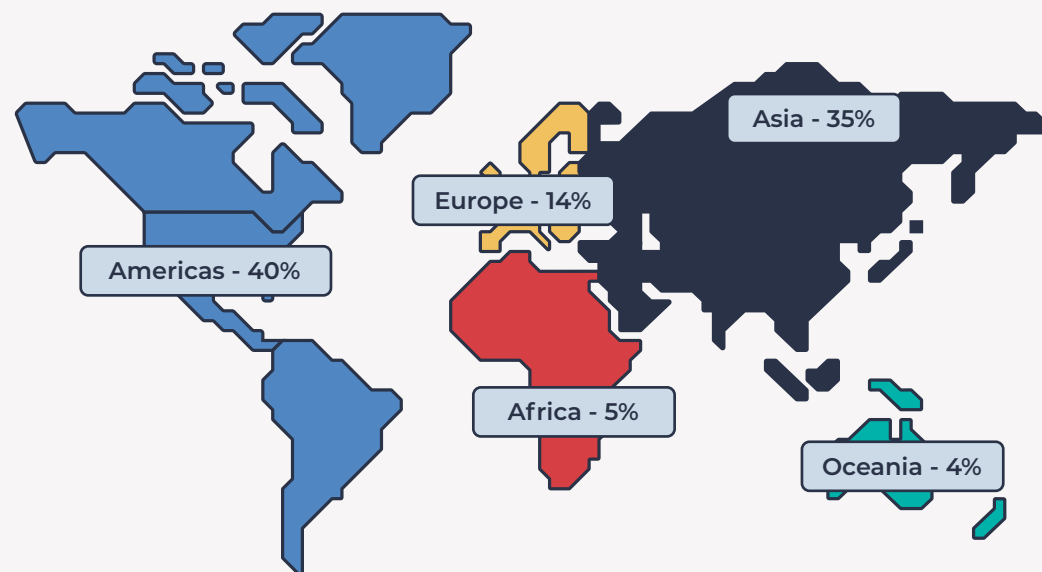 Asia - 35%
Europe - 14%
Americas - 40%
Africa - 5%
Oceania - 4%